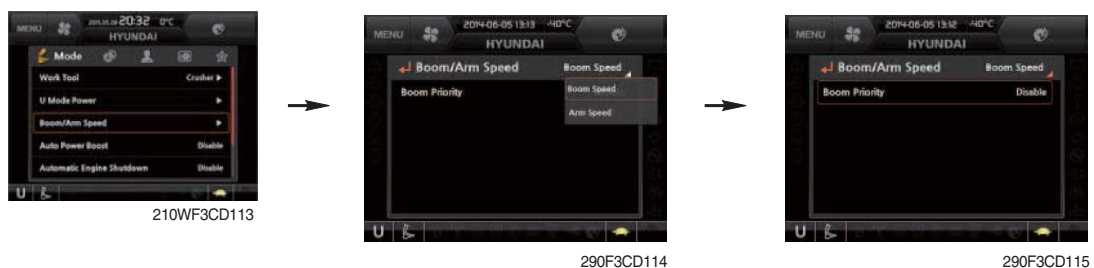 MENU 20:32 0°C
HYUNDAI
Mode
Work Tool Crusher
U Mode Power
Boom/Arm Speed
Auto Power Boost Disable
Automatic Engine Shutdown Disable
U
210WF3CD113
MENU 2014-06-05 13:13 -40°C
HYUNDAI
Boom/Arm Speed Boom Speed
Boom Priority Boom Speed
Arm Speed
U
290F3CD114
MENU 2014-06-05 13:12 -40°C
HYUNDAI
Boom/Arm Speed Boom Speed
Boom Priority Disable
U
290F3CD115